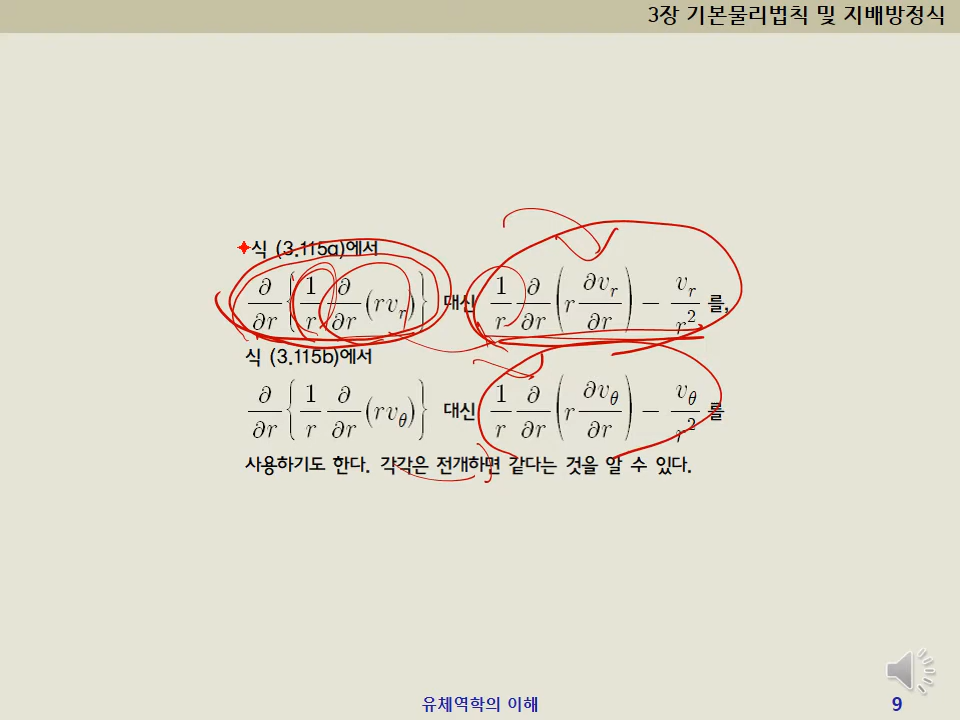 3장 기본물리법칙 및 지배방정식
식 (3.115a)에서
∂/∂r {1/r ∂/∂r (rv_r)} 대신 1/r ∂/∂r (r ∂v_r/∂r) − v_r/r² 를,
식 (3.115b)에서
∂/∂r {1/r ∂/∂r (rv_θ)} 대신 1/r ∂/∂r (r ∂v_θ/∂r) − v_θ/r² 를
사용하기도 한다. 각각은 전개하면 같다는 것을 알 수 있다.
유체역학의 이해
9